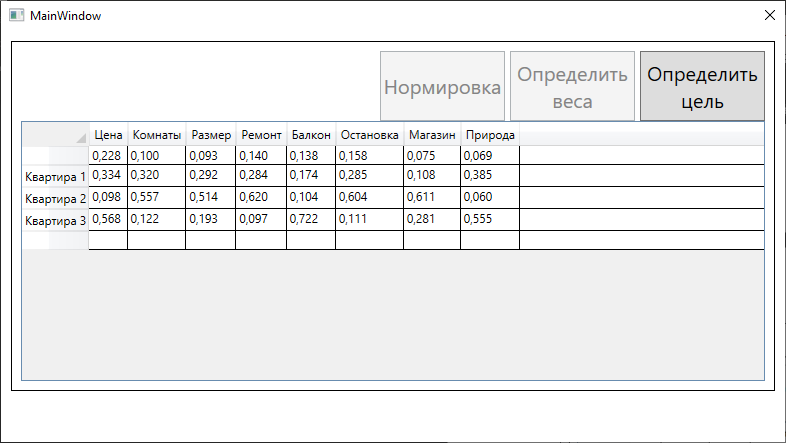 MainWindow
Нормировка
Определить
веса
Определить
цель
Цена Комнаты Размер Ремонт Балкон Остановка Магазин Природа
0,228 0,100 0,093 0,140 0,138 0,158 0,075 0,069
Квартира 1 0,334 0,320 0,292 0,284 0,174 0,285 0,108 0,385
Квартира 2 0,098 0,557 0,514 0,620 0,104 0,604 0,611 0,060
Квартира 3 0,568 0,122 0,193 0,097 0,722 0,111 0,281 0,555